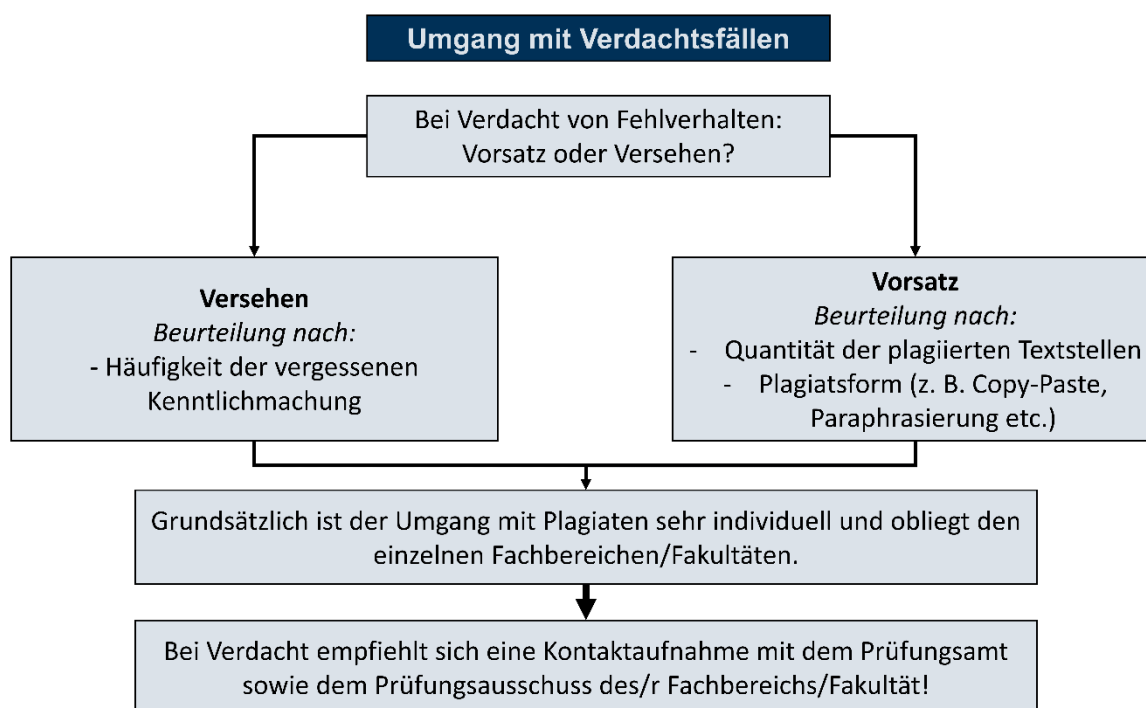 Umgang mit Verdachtsfällen
Bei Verdacht von Fehlverhalten:
Vorsatz oder Versehen?
Versehen
Beurteilung nach:
- Häufigkeit der vergessenen
Kenntlichmachung
Vorsatz
Beurteilung nach:
- Quantität der plagiierten Textstellen
- Plagiatsform (z. B. Copy-Paste,
Paraphrasierung etc.)
Grundsätzlich ist der Umgang mit Plagiaten sehr individuell und obliegt den
einzelnen Fachbereichen/Fakultäten.
Bei Verdacht empfiehlt sich eine Kontaktaufnahme mit dem Prüfungsamt
sowie dem Prüfungsausschuss des/r Fachbereichs/Fakultät!